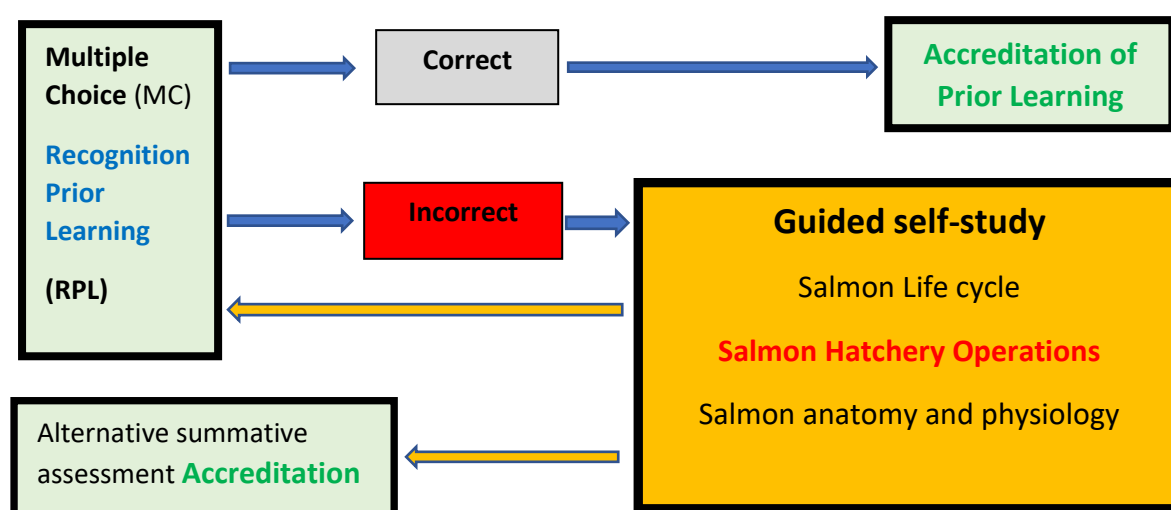 Multiple
Choice (MC)
Recognition
Prior
Learning
(RPL)
Correct
Accreditation of
Prior Learning
Incorrect
Guided self-study
Salmon Life cycle
Salmon Hatchery Operations
Salmon anatomy and physiology
Alternative summative
assessment Accreditation